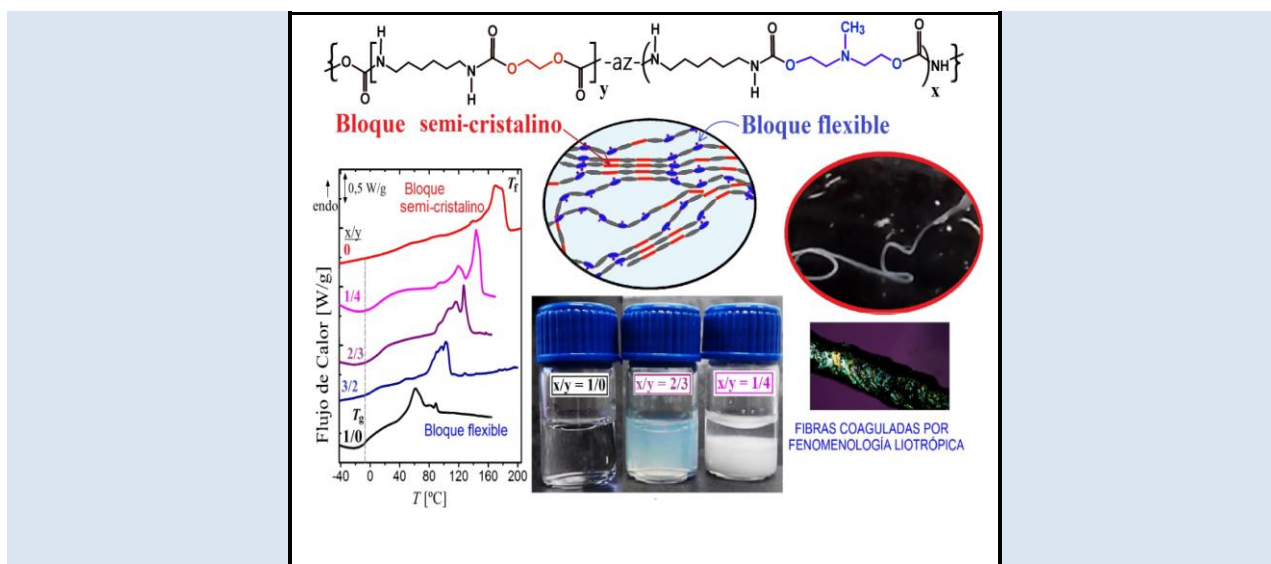 H
O
O
CH₃
O
O
N
N
O
O
N
N
O
N
O
NH
O
H
y
-az-
H
x
O
O
Bloque semi-cristalino
Bloque flexible
0,5 W/g
endo
Bloque
semi-cristalino
Tf
x/y
0
1/4
2/3
3/2
Tg
1/0
Bloque flexible
Flujo de Calor [W/g]
-40 0 40 80 120 160 200
T [ºC]
x/y = 1/0
x/y = 2/3
x/y = 1/4
FIBRAS COAGULADAS POR
FENOMENOLOGÍA LIOTRÓPICA